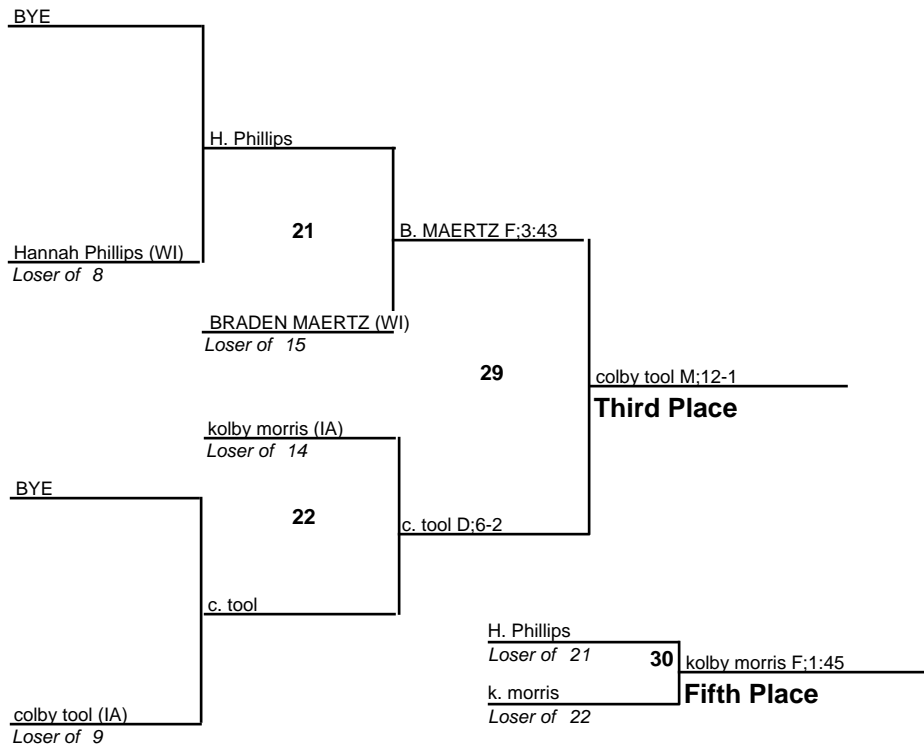 BYE
H. Phillips
21
B. MAERTZ F;3:43
Hannah Phillips (WI)
Loser of 8
BRADEN MAERTZ (WI)
Loser of 15
29
colby tool M;12-1
Third Place
kolby morris (IA)
Loser of 14
BYE
22
c. tool D;6-2
c. tool
H. Phillips
Loser of 21
30
kolby morris F;1:45
Fifth Place
k. morris
Loser of 22
colby tool (IA)
Loser of 9